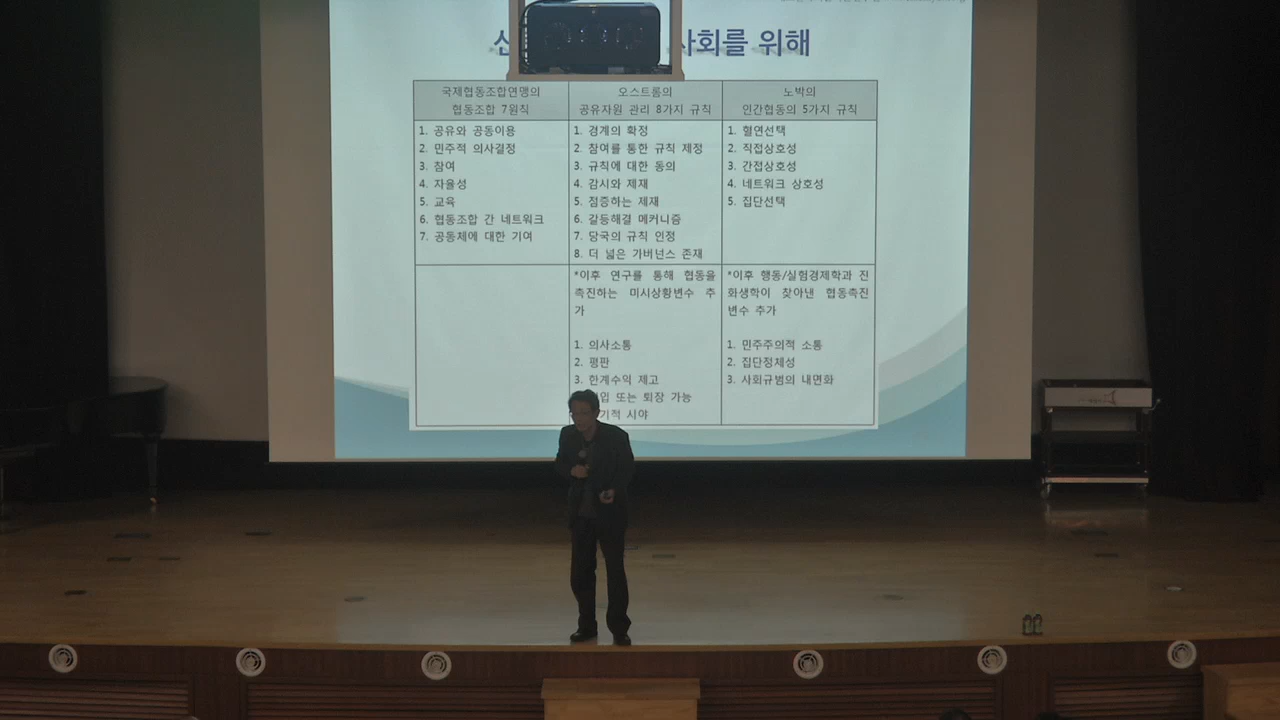 사회를 위해
국제협동조합연맹의
협동조합 7원칙
오스트롬의
공유자원 관리 8가지 규칙
노박의
인간협동의 5가지 규칙
1. 공유와 공동이용
2. 민주적 의사결정
3. 참여
4. 자율성
5. 교육
6. 협동조합 간 네트워크
7. 공동체에 대한 기여
1. 경계의 확정
2. 참여를 통한 규칙 제정
3. 규칙에 대한 동의
4. 감시와 제재
5. 점증하는 제재
6. 갈등해결 메커니즘
7. 당국의 규칙 인정
8. 더 넓은 가버넌스 존재
1. 혈연선택
2. 직접상호성
3. 간접상호성
4. 네트워크 상호성
5. 집단선택
*이후 연구를 통해 협동을
촉진하는 미시상황변수 추
가
1. 의사소통
2. 평판
3. 한계수익 제고
입 또는 퇴장 가능
기적 시야
*이후 행동/실험경제학과 진
화생학이 찾아낸 협동촉진
변수 추가
1. 민주주의적 소통
2. 집단정체성
3. 사회규범의 내면화